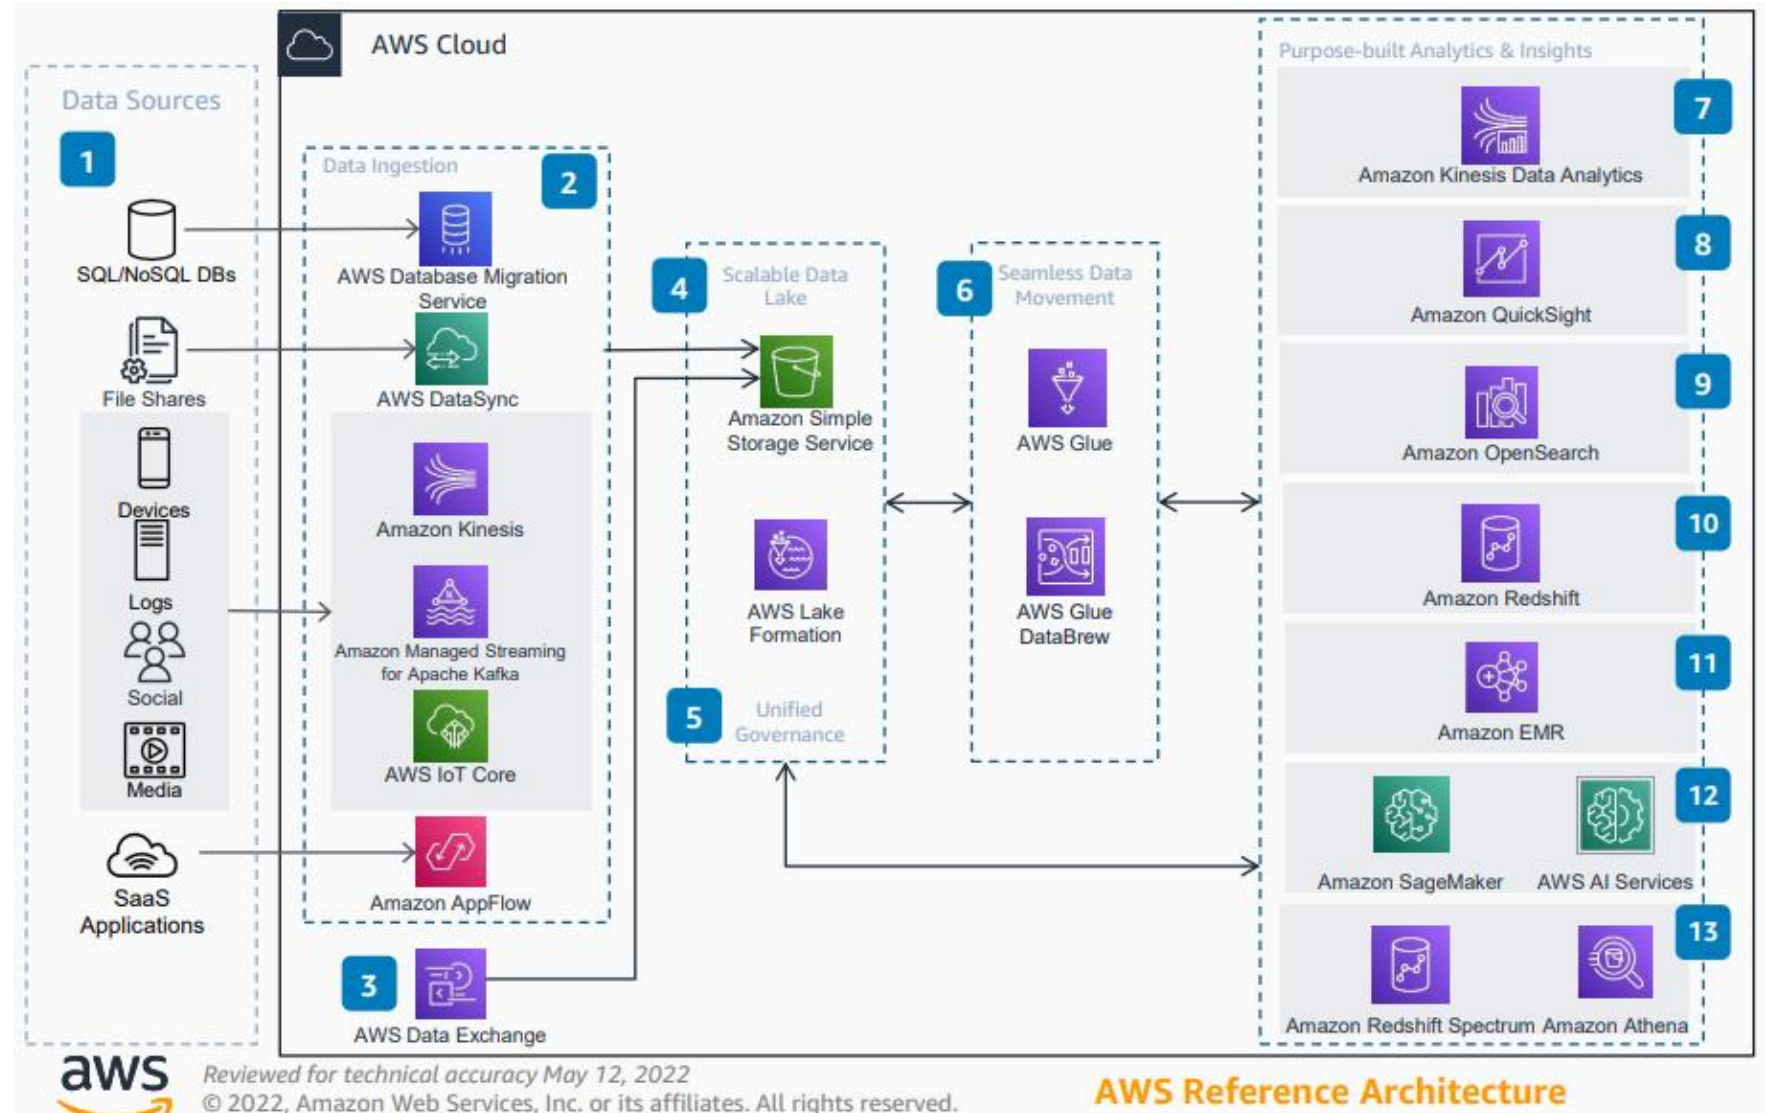 AWS Cloud
Data Sources
1
SQL/NoSQL DBs
File Shares
Devices
Logs
Social
Media
SaaS
Applications
Data Ingestion
2
AWS Database Migration
Service
AWS DataSync
Amazon Kinesis
Amazon Managed Streaming
for Apache Kafka
AWS IoT Core
Amazon AppFlow
3
AWS Data Exchange
4
Scalable Data
Lake
Amazon Simple
Storage Service
AWS Lake
Formation
5
Unified
Governance
6
Seamless Data
Movement
AWS Glue
AWS Glue
DataBrew
Purpose-built Analytics & Insights
7
Amazon Kinesis Data Analytics
8
Amazon QuickSight
9
Amazon OpenSearch
10
Amazon Redshift
11
Amazon EMR
12
Amazon SageMaker
AWS AI Services
13
Amazon Redshift Spectrum
Amazon Athena
aws
Reviewed for technical accuracy May 12, 2022
© 2022, Amazon Web Services, Inc. or its affiliates. All rights reserved.
AWS Reference Architecture